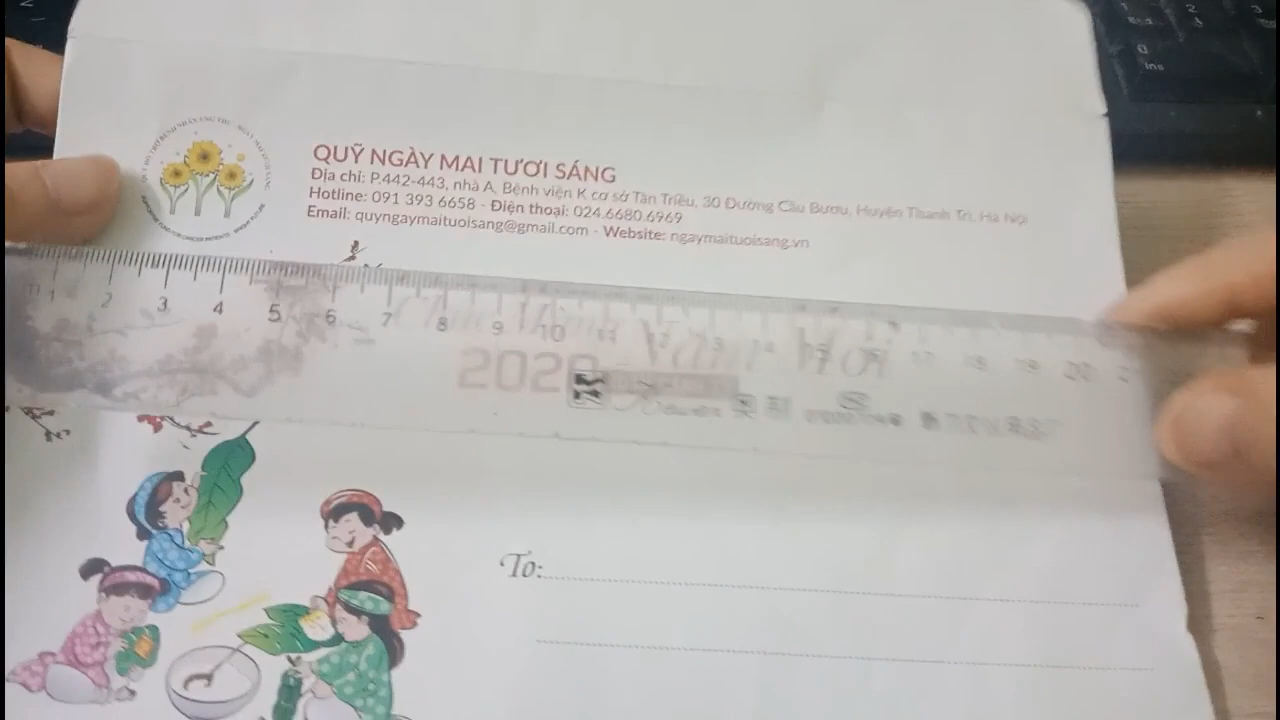 QUỸ NGÀY MAI TƯƠI SÁNG
Địa chỉ: P.442-443, nhà A, Bệnh viện K cơ sở Tân Triều, 30 Đường Cầu Bươu, Huyện Thanh Trì, Hà Nội
Hotline: 091 393 6658 - Điện thoại: 024.6680.6969
Email: quyngaymaituoisang@gmail.com - Website: ngaymaituoisang.vn
1 2 3 4 5 6 7 8 9 10 11 12 13 14 15 16 17 18 19 20
202
To: